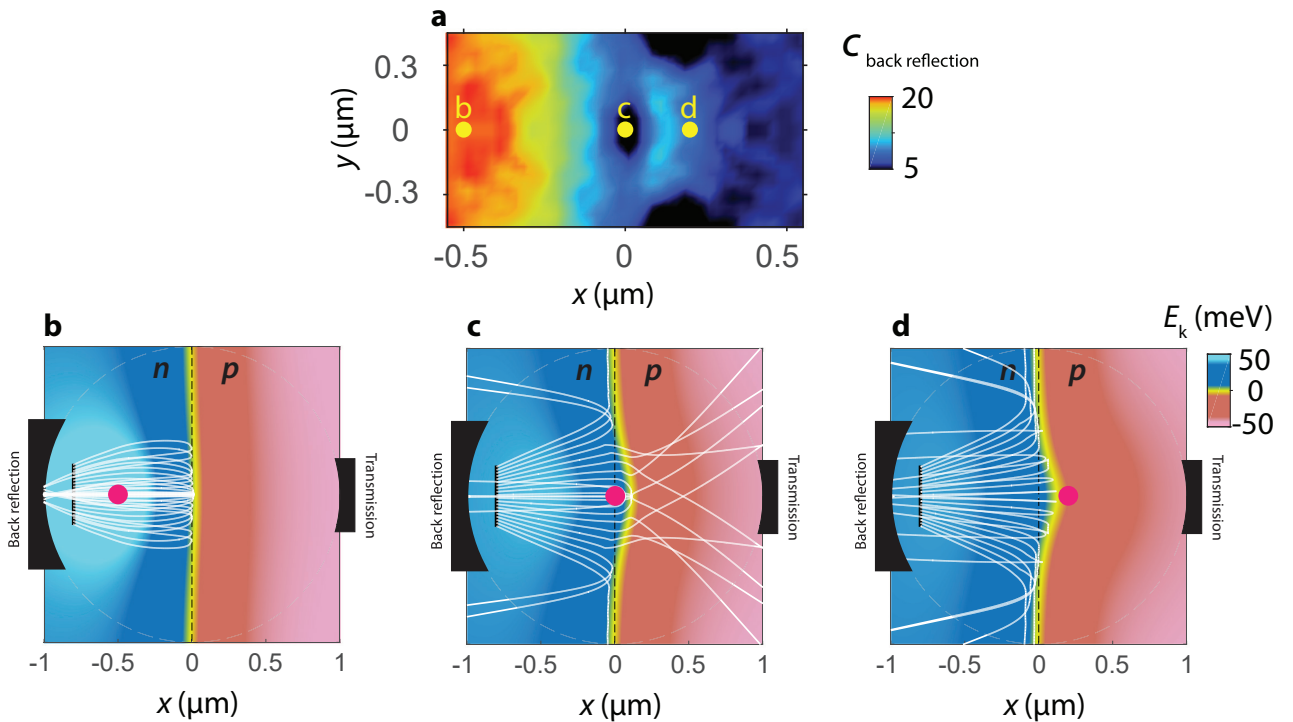 a
C back reflection
0.3
0
-0.3
y (μm)
b
c
d
20
5
-0.5
0
0.5
x (μm)
b
c
d
Eₖ (meV)
50
0
-50
n
p
n
p
n
p
Back reflection
Transmission
Back reflection
Transmission
Back reflection
Transmission
-1
-0.5
0
0.5
1
-1
-0.5
0
0.5
1
-1
-0.5
0
0.5
1
x (μm)
x (μm)
x (μm)